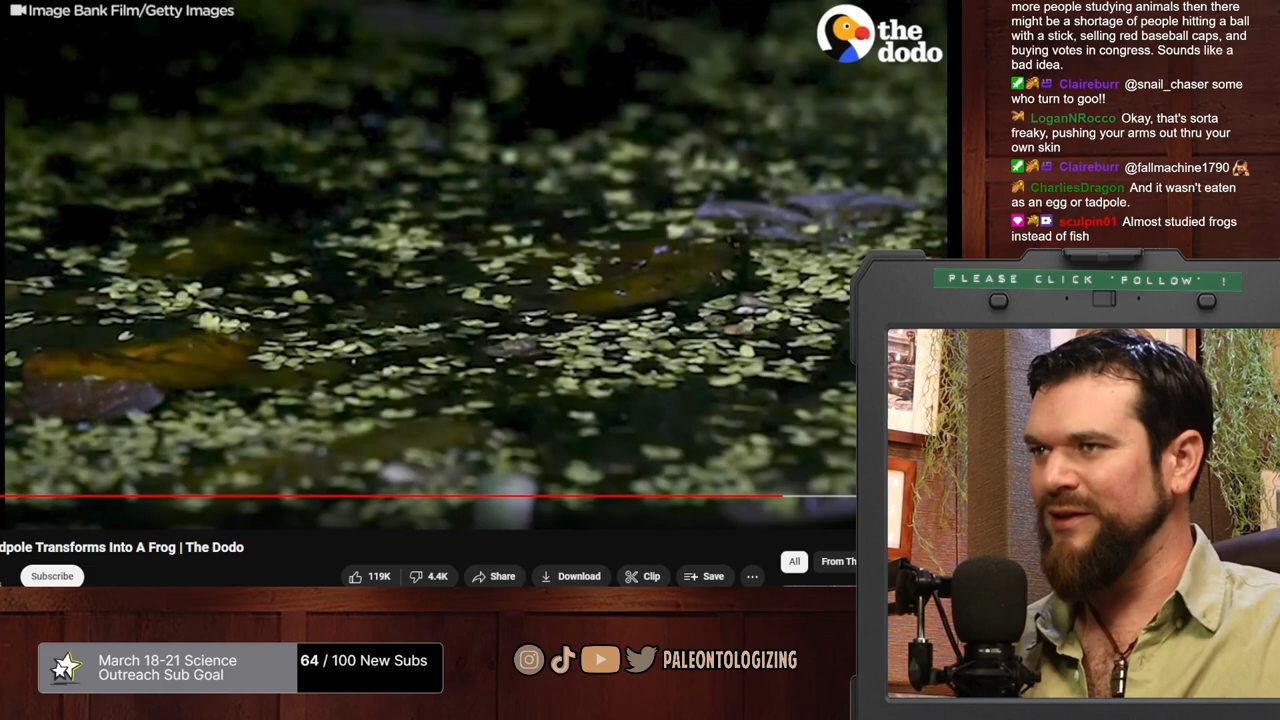 Image Bank Film/Getty Images
the
dodo
more people studying animals then there
might be a shortage of people hitting a ball
with a stick, selling red baseball caps, and
buying votes in congress. Sounds like a
bad idea.
Claireburr @snail_chaser some
who turn to goo!!
LoganNRocco Okay, that's sorta
freaky, pushing your arms out thru your
own skin
Claireburr @fallmachine1790
CharliesDragon And it wasn't eaten
as an egg or tadpole.
sculpin01 Almost studied frogs
instead of fish
PLEASE CLICK "FOLLOW" !
dpole Transforms Into A Frog | The Dodo
Subscribe
119K
4.4K
Share
Download
Clip
Save
...
All
From Th
March 18-21 Science
Outreach Sub Goal
64 / 100 New Subs
PALEONTOLOGIZING